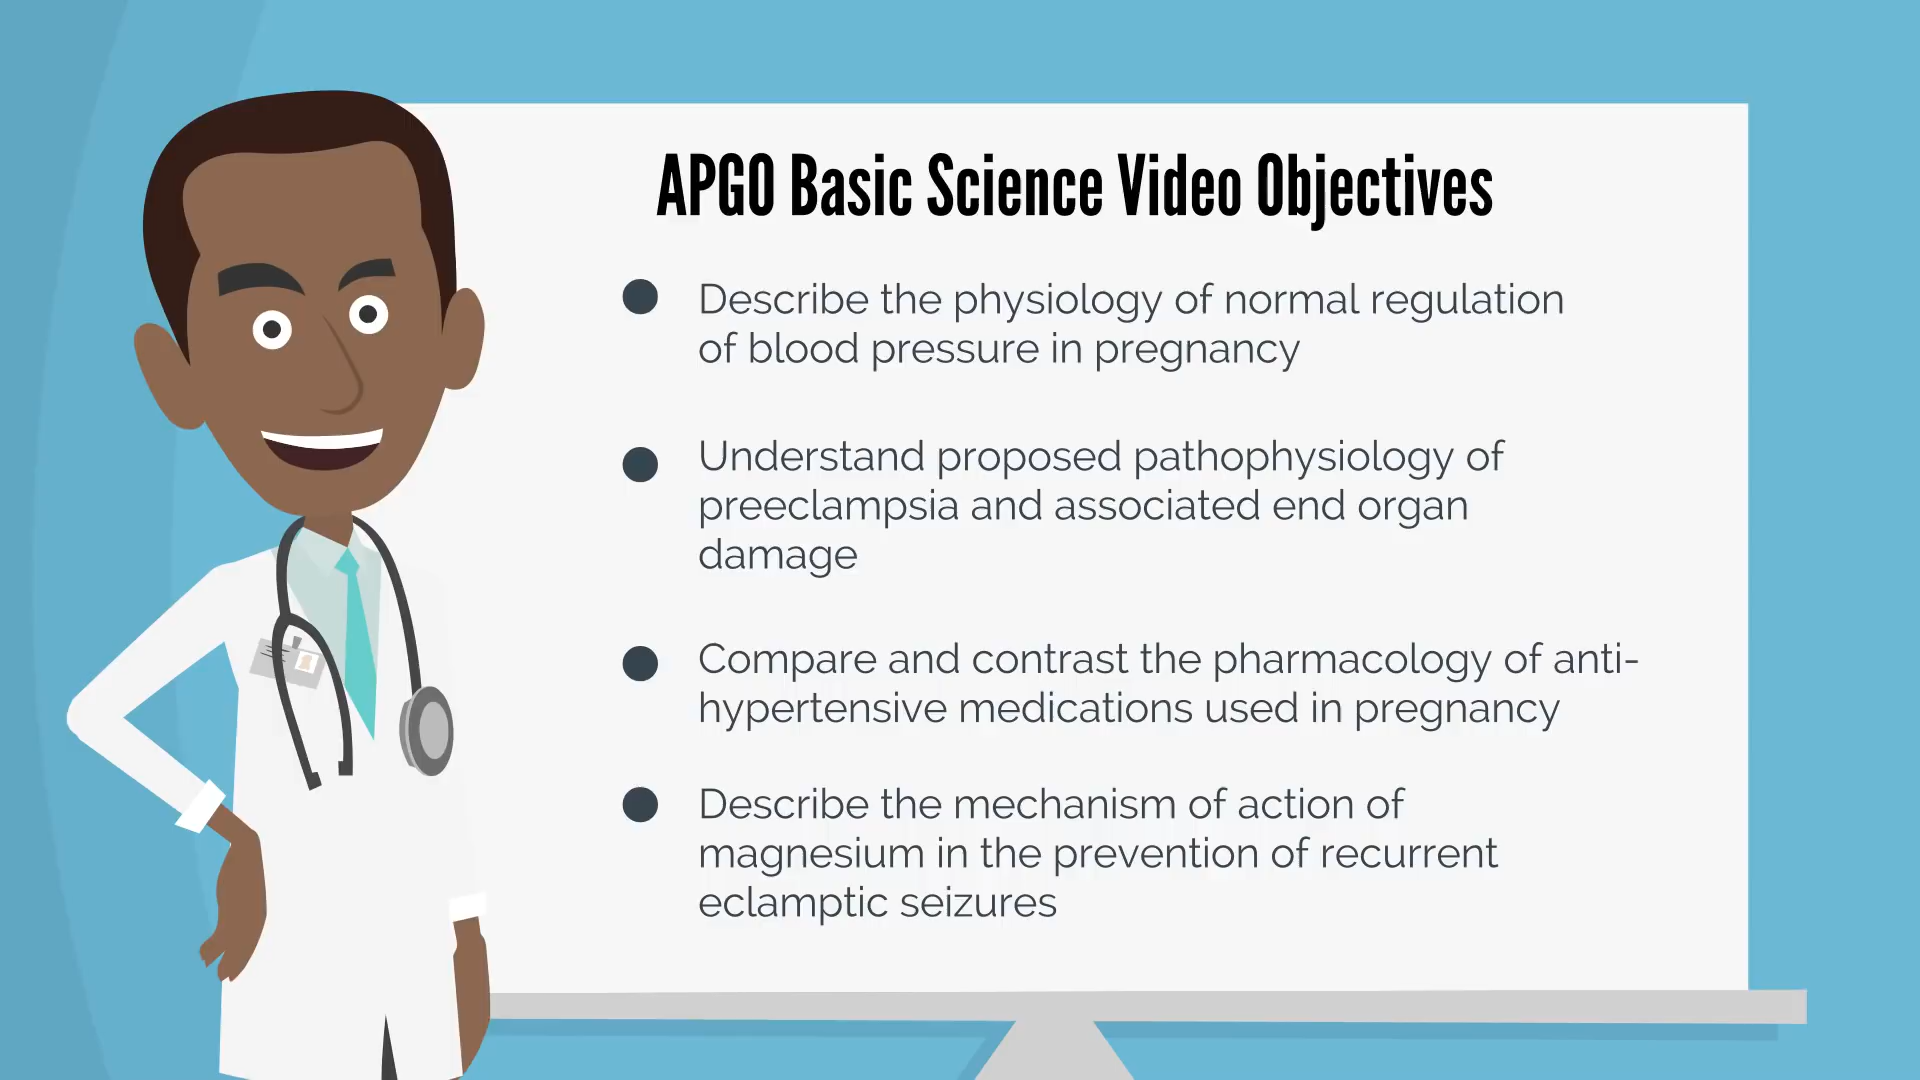 APGO Basic Science Video Objectives
Describe the physiology of normal regulation
of blood pressure in pregnancy
Understand proposed pathophysiology of
preeclampsia and associated end organ
damage
Compare and contrast the pharmacology of anti-
hypertensive medications used in pregnancy
Describe the mechanism of action of
magnesium in the prevention of recurrent
eclamptic seizures